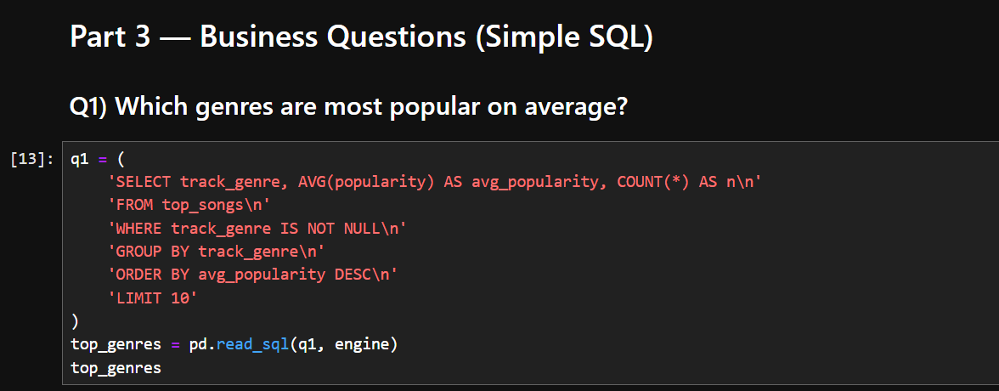 Part 3 — Business Questions (Simple SQL)
Q1) Which genres are most popular on average?
[13]: q1 = (
    'SELECT track_genre, AVG(popularity) AS avg_popularity, COUNT(*) AS n\n'
    'FROM top_songs\n'
    'WHERE track_genre IS NOT NULL\n'
    'GROUP BY track_genre\n'
    'ORDER BY avg_popularity DESC\n'
    'LIMIT 10'
)
top_genres = pd.read_sql(q1, engine)
top_genres